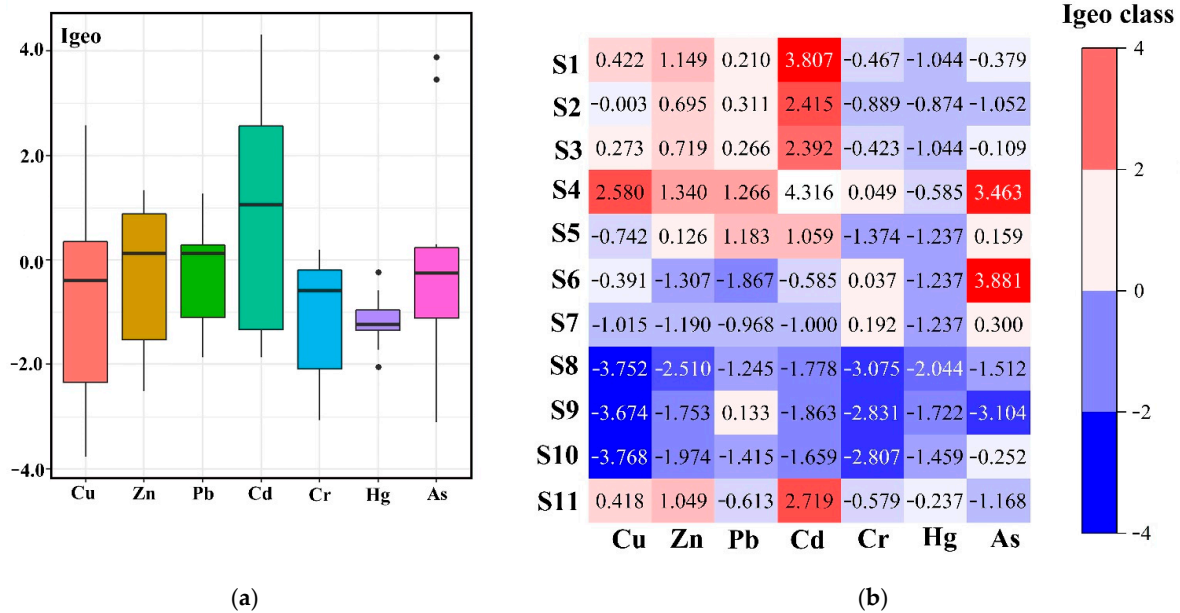 Igeo
4.0
2.0
0.0
−2.0
−4.0
Cu Zn Pb Cd Cr Hg As
(a)
Igeo class
S1 0.422 1.149 0.210 3.807 −0.467 −1.044 −0.379
S2 −0.003 0.695 0.311 2.415 −0.889 −0.874 −1.052
S3 0.273 0.719 0.266 2.392 −0.423 −1.044 −0.109
S4 2.580 1.340 1.266 4.316 0.049 −0.585 3.463
S5 −0.742 0.126 1.183 1.059 −1.374 −1.237 0.159
S6 −0.391 −1.307 −1.867 −0.585 0.037 −1.237 3.881
S7 −1.015 −1.190 −0.968 −1.000 0.192 −1.237 0.300
S8 −3.752 −2.510 −1.245 −1.778 −3.075 −2.044 −1.512
S9 −3.674 −1.753 0.133 −1.863 −2.831 −1.722 −3.104
S10 −3.768 −1.974 −1.415 −1.659 −2.807 −1.459 −0.252
S11 0.418 1.049 −0.613 2.719 −0.579 −0.237 −1.168
Cu Zn Pb Cd Cr Hg As
4
2
0
−2
−4
(b)